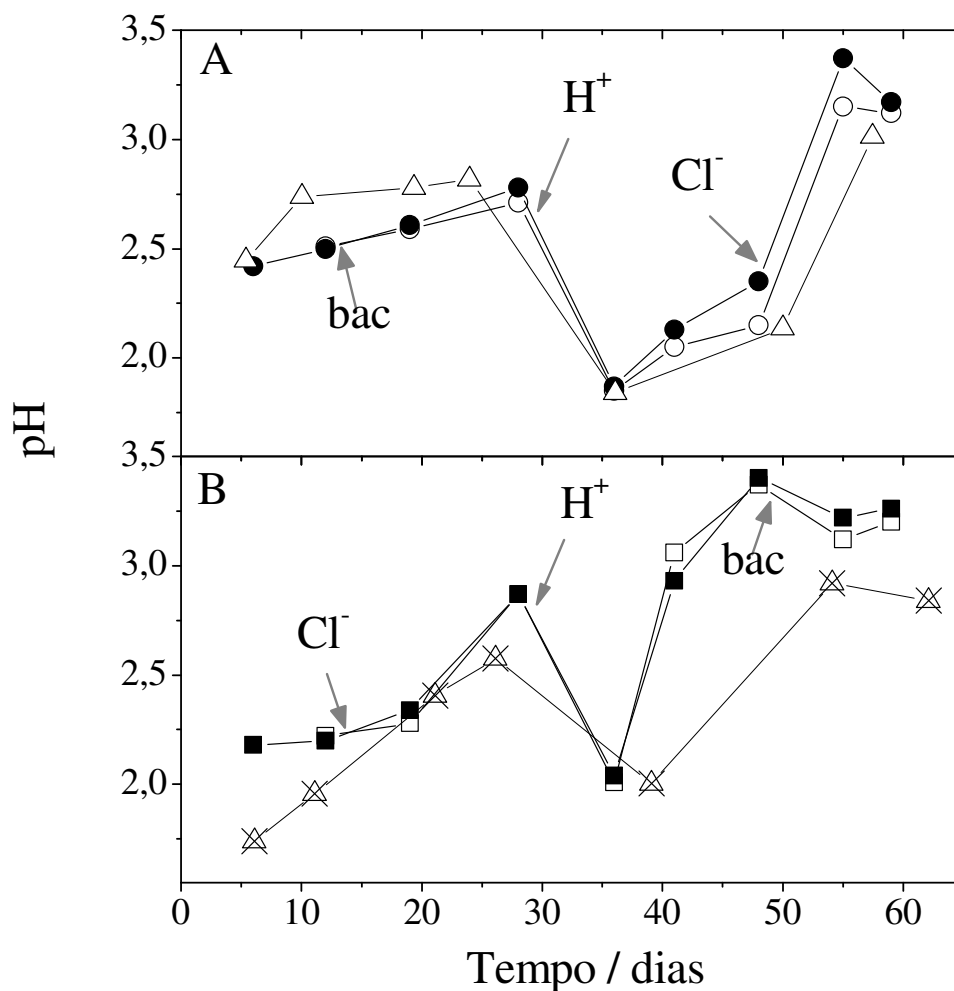 A
H⁺
Cl⁻
bac
3,5
3,0
2,5
2,0
pH
B
H⁺
Cl⁻
bac
3,5
3,0
2,5
2,0
0 10 20 30 40 50 60
Tempo / dias